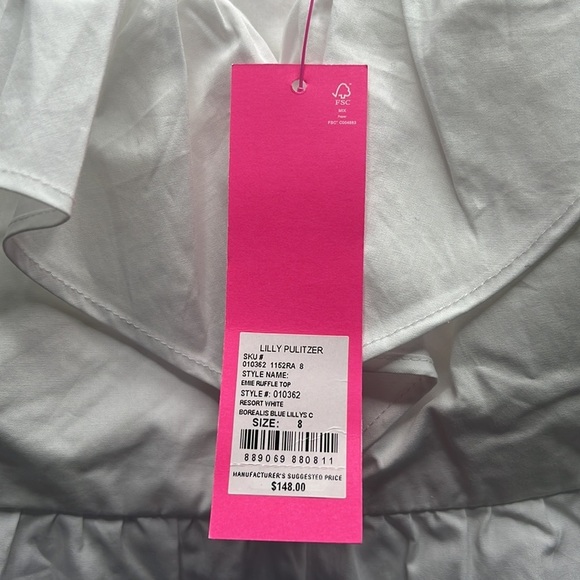 FSC
MIX
LILLY PULITZER
SKU #
010362 1152RA 8
STYLE NAME:
EMIE RUFFLE TOP
STYLE #: 010362
RESORT WHITE
BOREALIS BLUE LILLYS C
SIZE: 8
889069 880811
MANUFACTURER'S SUGGESTED PRICE
$148.00